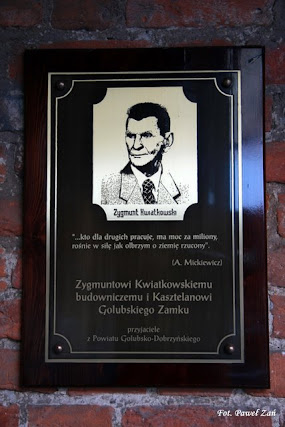 Zygmunt Kwiatkowski
"...kto dla drugich pracuje, ma moc za miliony,
rośnie w siłę jak olbrzym o ziemię rzucony".
(A. Mickiewicz)
Zygmuntowi Kwiatkowskiemu
budowniczemu i Kasztelanowi
Golubskiego Zamku
przyjaciele
z Powiatu Golubsko-Dobrzyńskiego
Fot. Paweł Zań